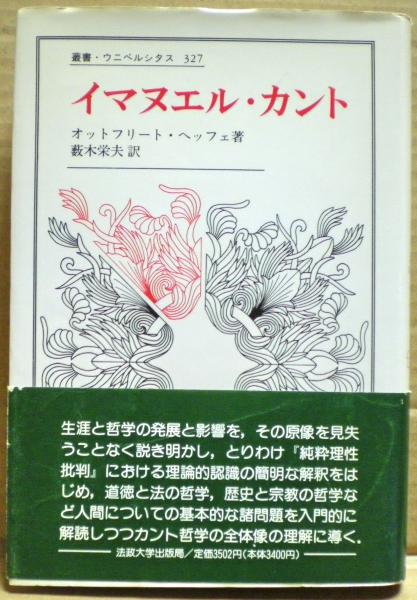 叢書・ウニベルシタス 327
イマヌエル・カント
オットフリート・ヘッフェ著
薮木栄夫 訳
生涯と哲学の発展と影響を，その原像を見失
うことなく説き明かし，とりわけ『純粋理性
批判』における理論的認識の簡明な解釈をは
じめ，道徳と法の哲学，歴史と宗教の哲学な
ど人間についての基本的な諸問題を入門的に
解読しつつカント哲学の全体像の理解に導く．
法政大学出版局／定価3502円(本体3400円)